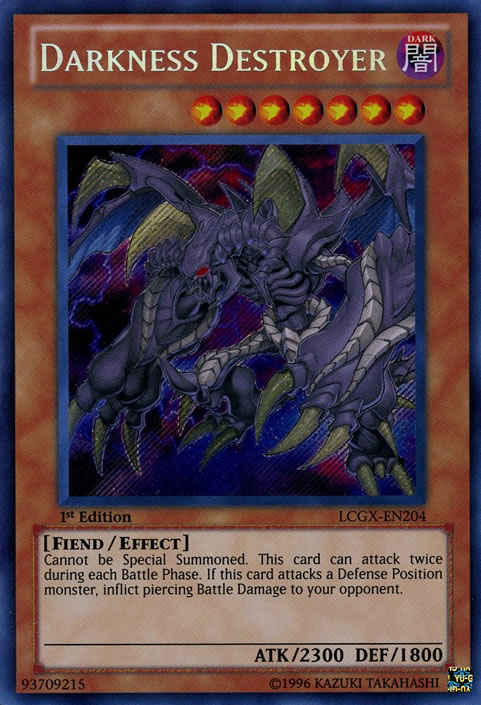 DARKNESS DESTROYER
DARK
闇
1st Edition
LCGX-EN204
[FIEND / EFFECT]
Cannot be Special Summoned. This card can attack twice
during each Battle Phase. If this card attacks a Defense Position
monster, inflict piercing Battle Damage to your opponent.
ATK/2300 DEF/1800
93709215
©1996 KAZUKI TAKAHASHI